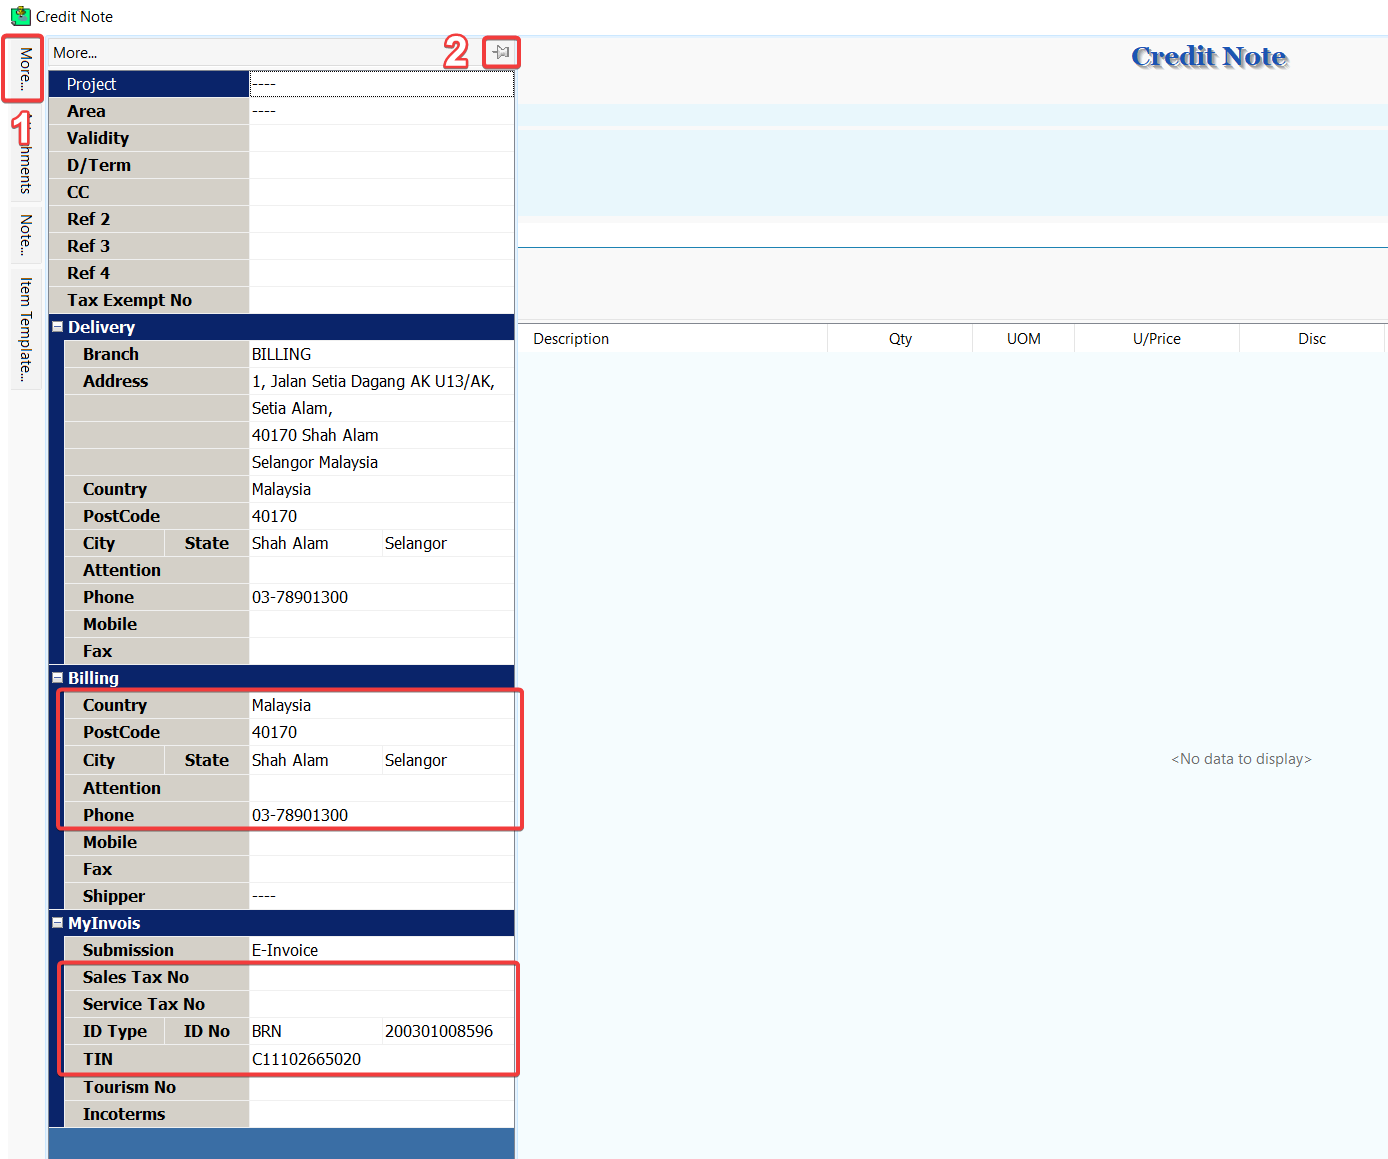 Credit Note
More...
1
hments
Note...
Item Template...
More...
2
Credit Note
Project ----
Area ----
Validity
D/Term
CC
Ref 2
Ref 3
Ref 4
Tax Exempt No
Delivery
Branch BILLING
Address 1, Jalan Setia Dagang AK U13/AK,
Setia Alam,
40170 Shah Alam
Selangor Malaysia
Country Malaysia
PostCode 40170
City State Shah Alam Selangor
Attention
Phone 03-78901300
Mobile
Fax
Billing
Country Malaysia
PostCode 40170
City State Shah Alam Selangor
Attention
Phone 03-78901300
Mobile
Fax
Shipper ----
MyInvois
Submission E-Invoice
Sales Tax No
Service Tax No
ID Type ID No BRN 200301008596
TIN C11102665020
Tourism No
Incoterms
Description Qty UOM U/Price Disc
<No data to display>